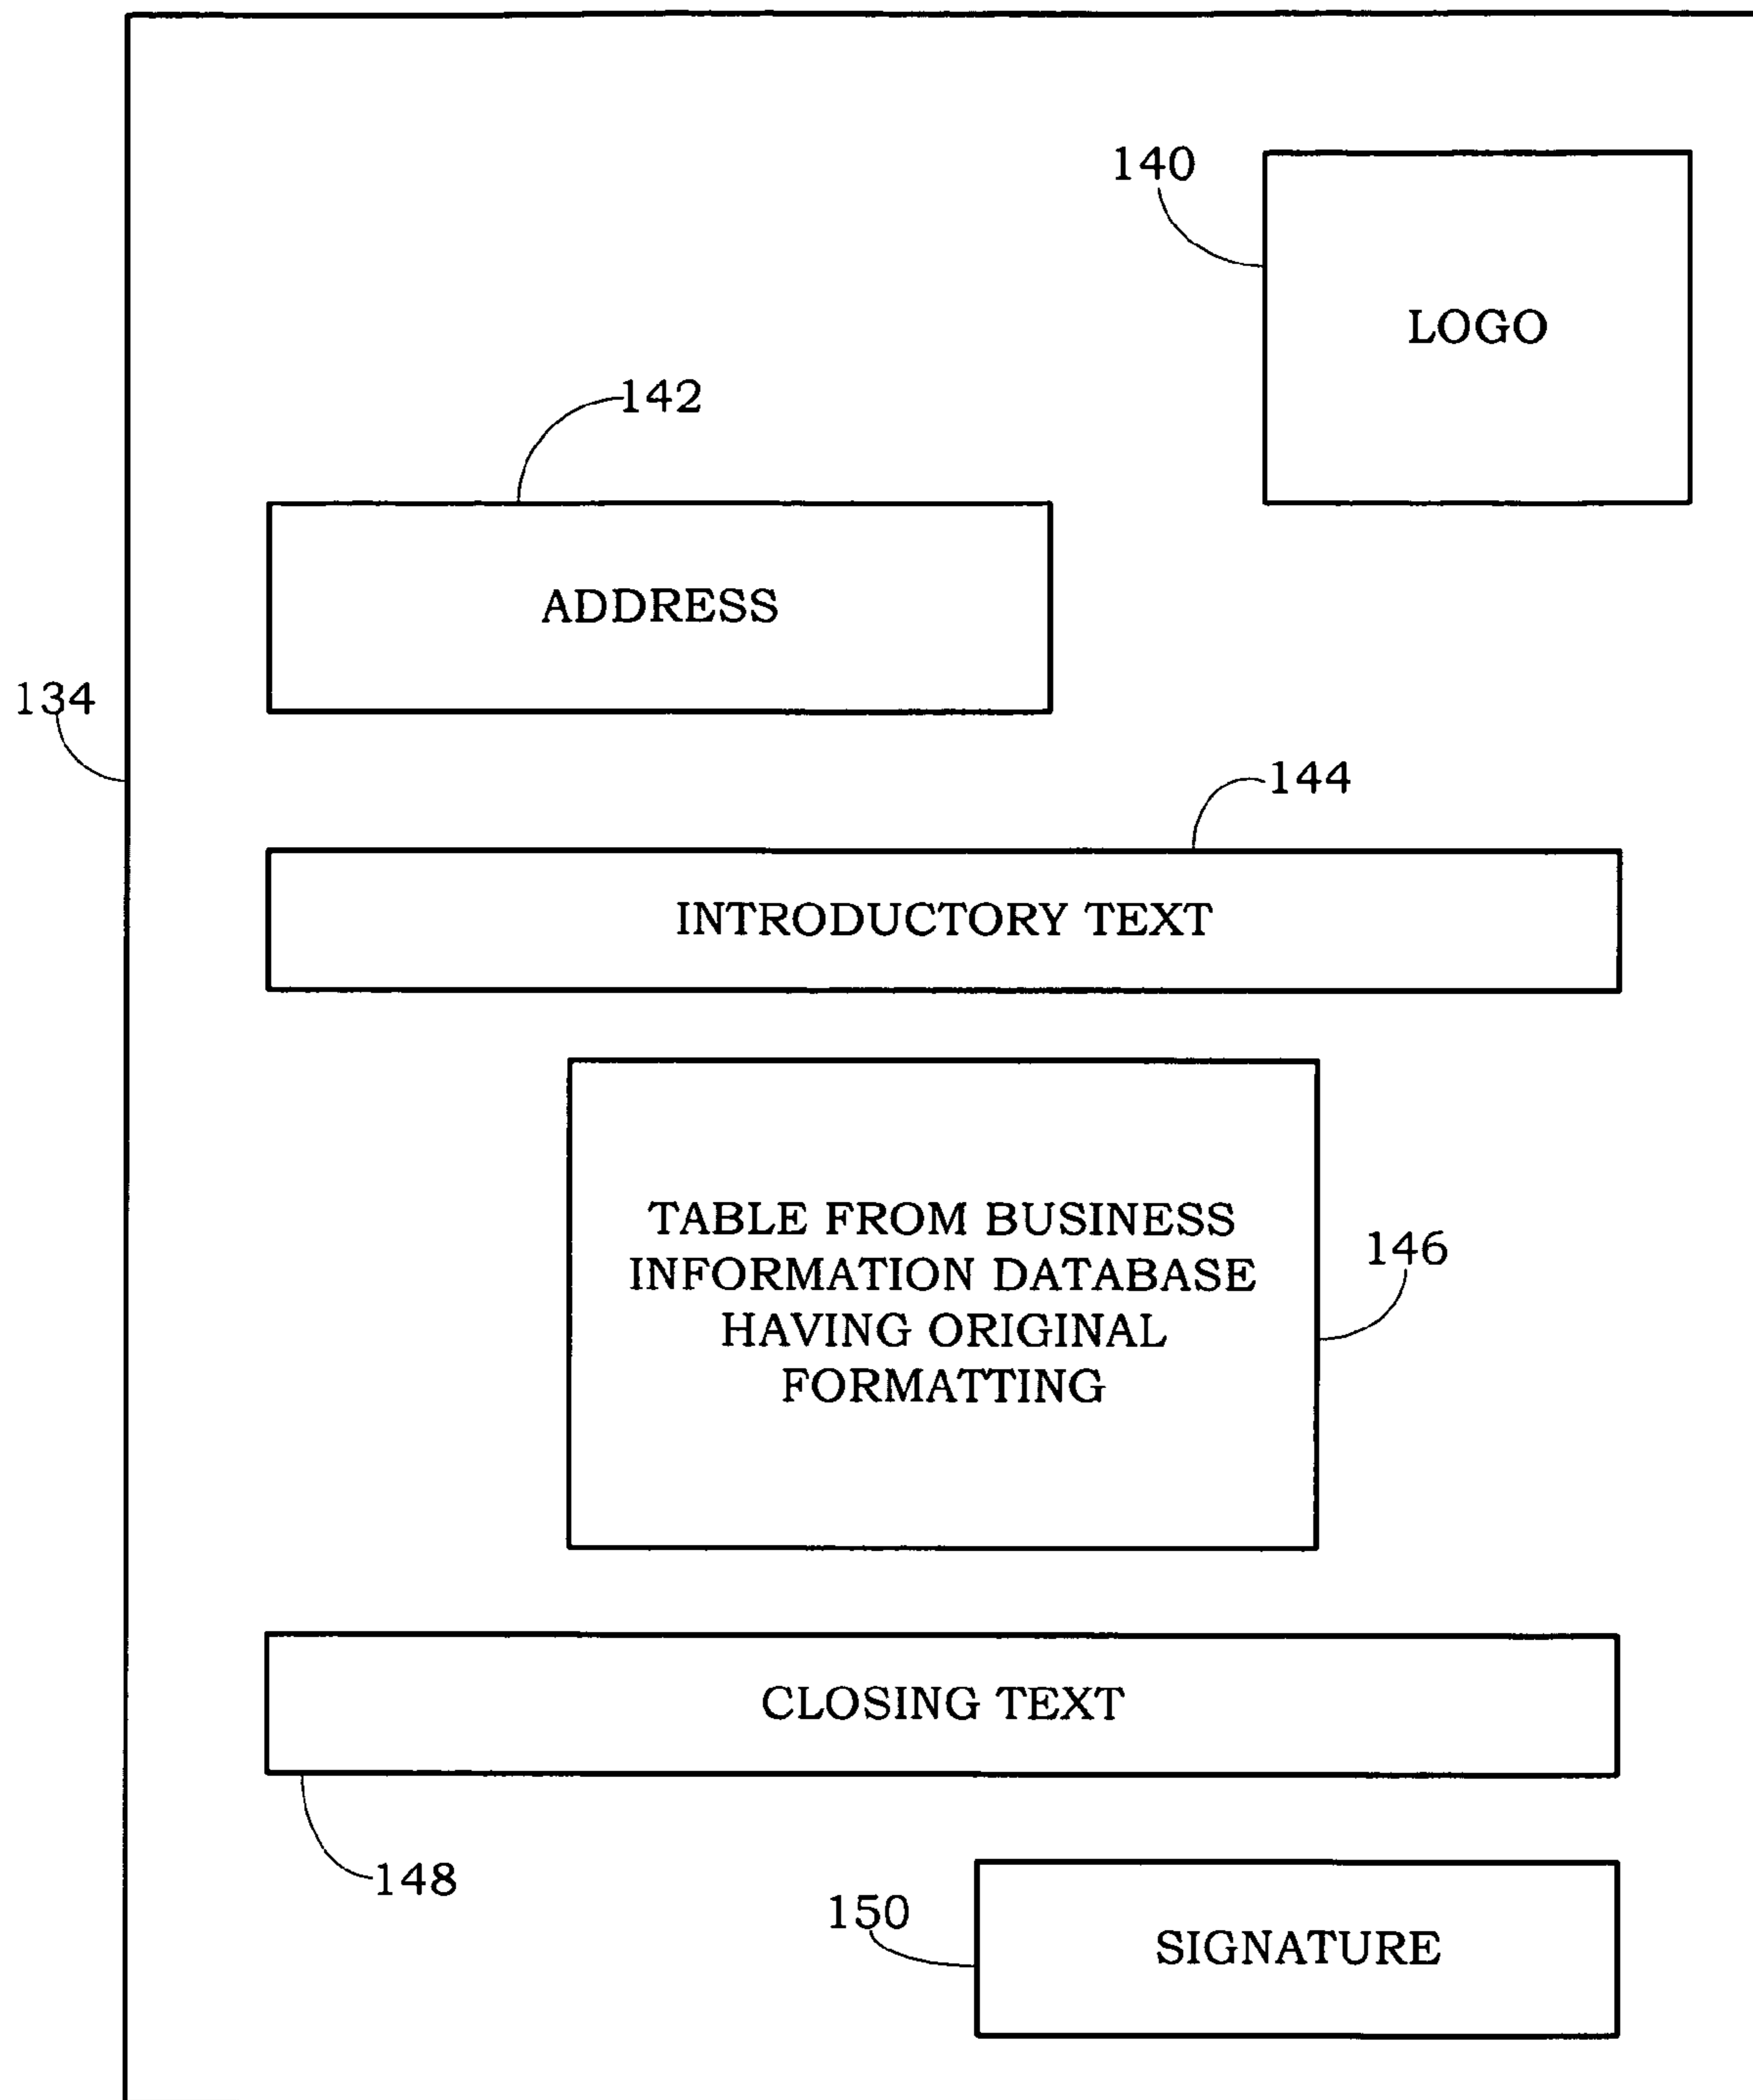 140
LOGO
142
ADDRESS
134
144
INTRODUCTORY TEXT
TABLE FROM BUSINESS
INFORMATION DATABASE
HAVING ORIGINAL
FORMATTING
146
CLOSING TEXT
148
150
SIGNATURE